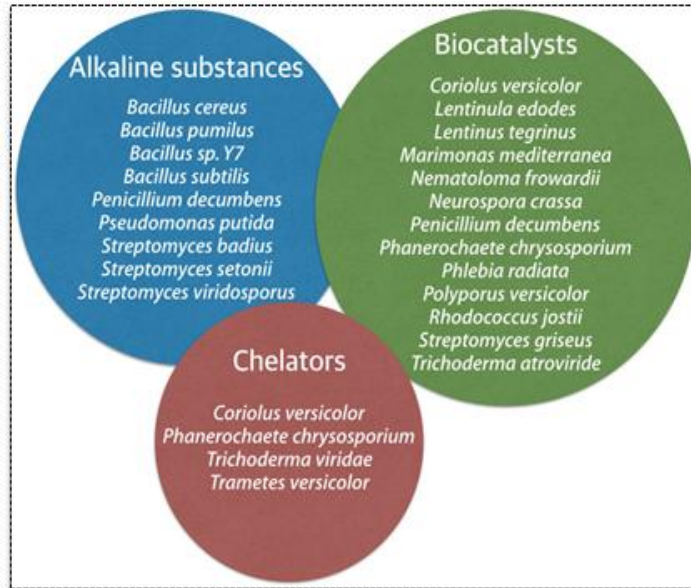 Alkaline substances
Bacillus cereus
Bacillus pumilus
Bacillus sp. Y7
Bacillus subtilis
Penicillium decumbens
Pseudomonas putida
Streptomyces badius
Streptomyces setonii
Streptomyces viridosporus
Biocatalysts
Coriolus versicolor
Lentinula edodes
Lentinus tegrinus
Marimonas mediterranea
Nematoloma frowardii
Neurospora crassa
Penicillium decumbens
Phanerochaete chrysosporium
Phlebia radiata
Polyporus versicolor
Rhodococcus jostii
Streptomyces griseus
Trichoderma atroviride
Chelators
Coriolus versicolor
Phanerochaete chrysosporium
Trichoderma viridae
Trametes versicolor